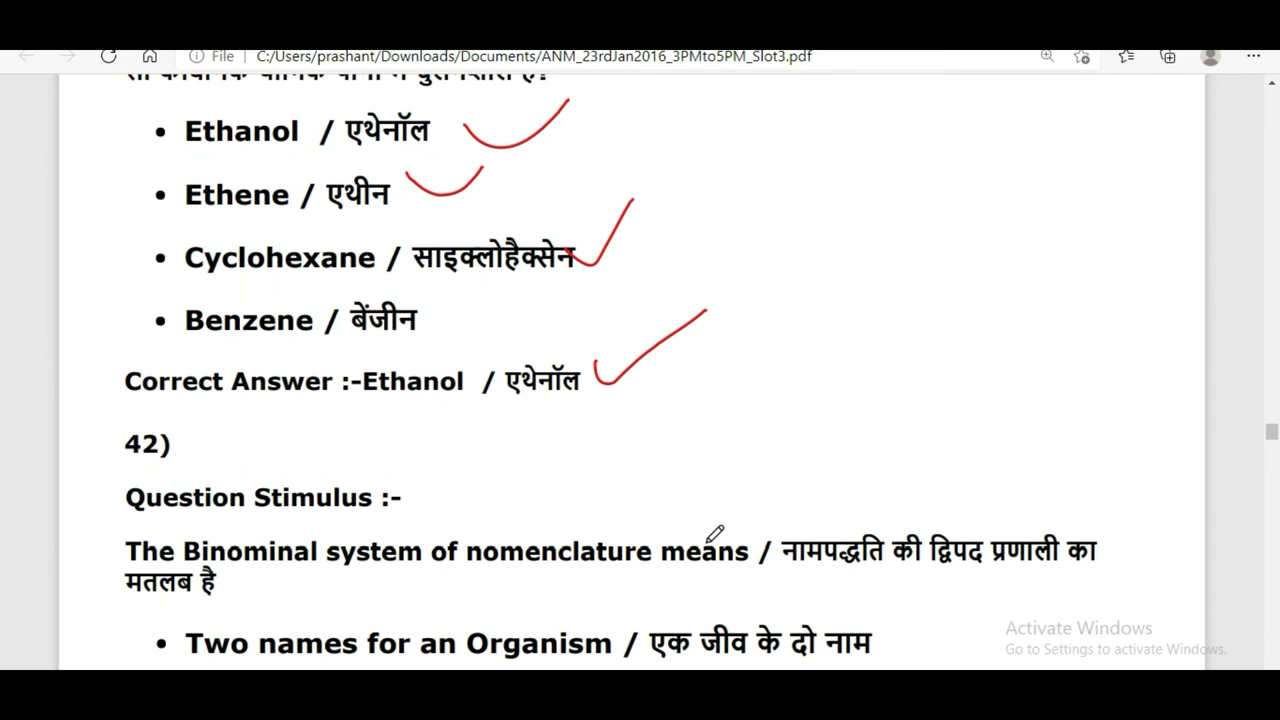 File
C:/Users/prashant/Downloads/Documents/ANM_23rdJan2016_3PMto5PM_Slot3.pdf
• Ethanol / एथेनॉल
• Ethene / एथीन
• Cyclohexane / साइक्लोहैक्सेन
• Benzene / बेंजीन
Correct Answer :-Ethanol / एथेनॉल
42)
Question Stimulus :-
The Binominal system of nomenclature means / नामपद्धति की द्विपद प्रणाली का
मतलब है
• Two names for an Organism / एक जीव के दो नाम
Activate Windows
Go to Settings to activate Windows.